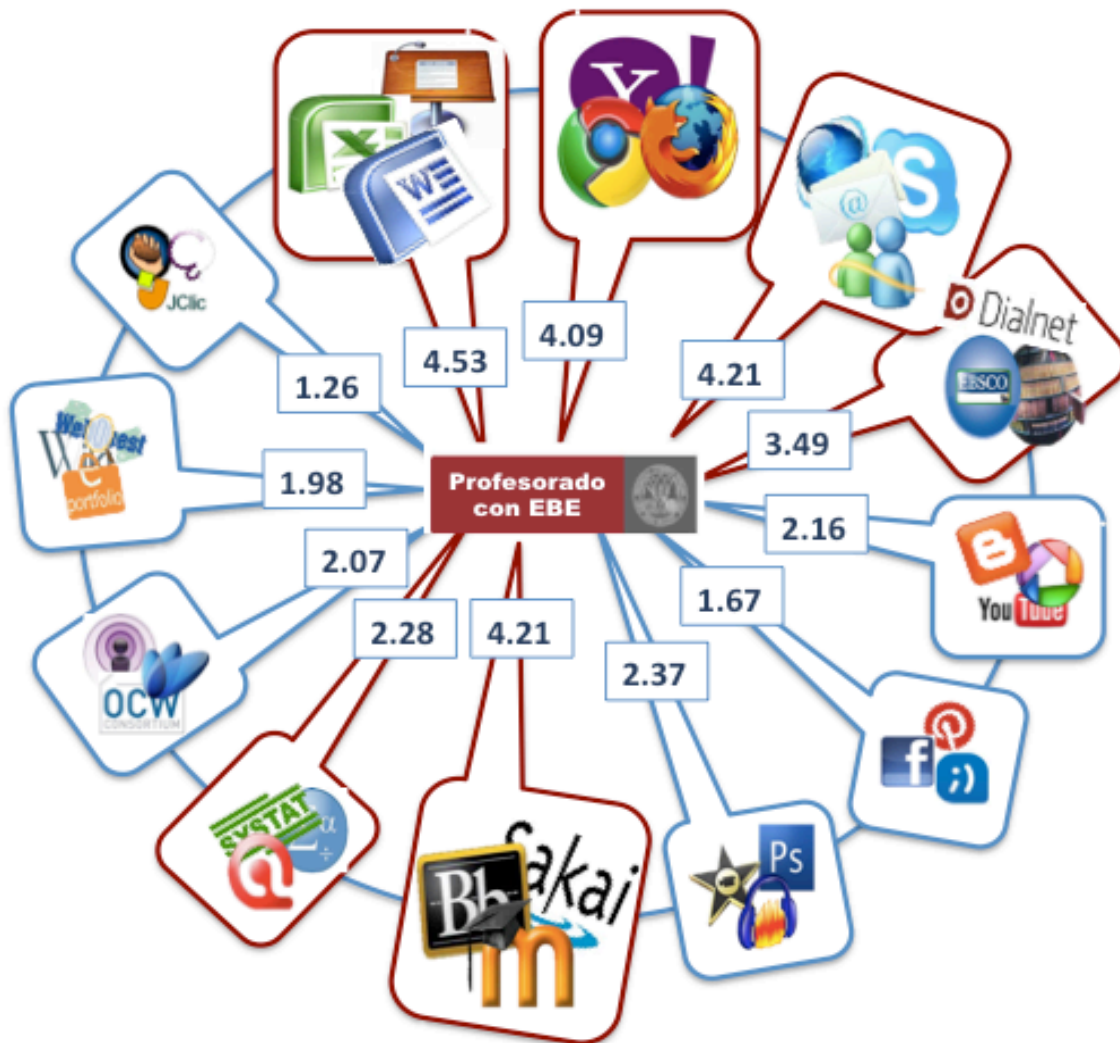 Y!
X
W
S
@
JClic
Dialnet
EBSCO
4.53
4.09
4.21
1.26
3.49
WebQuest
W
e
portfolio
1.98
Profesorado
con EBE
2.16
You Tube
2.07
1.67
2.28
4.21
2.37
OCW
CONSORTIUM
f
;)
SYSTAT
Σα
÷
Sakai
Bb
m
Ps